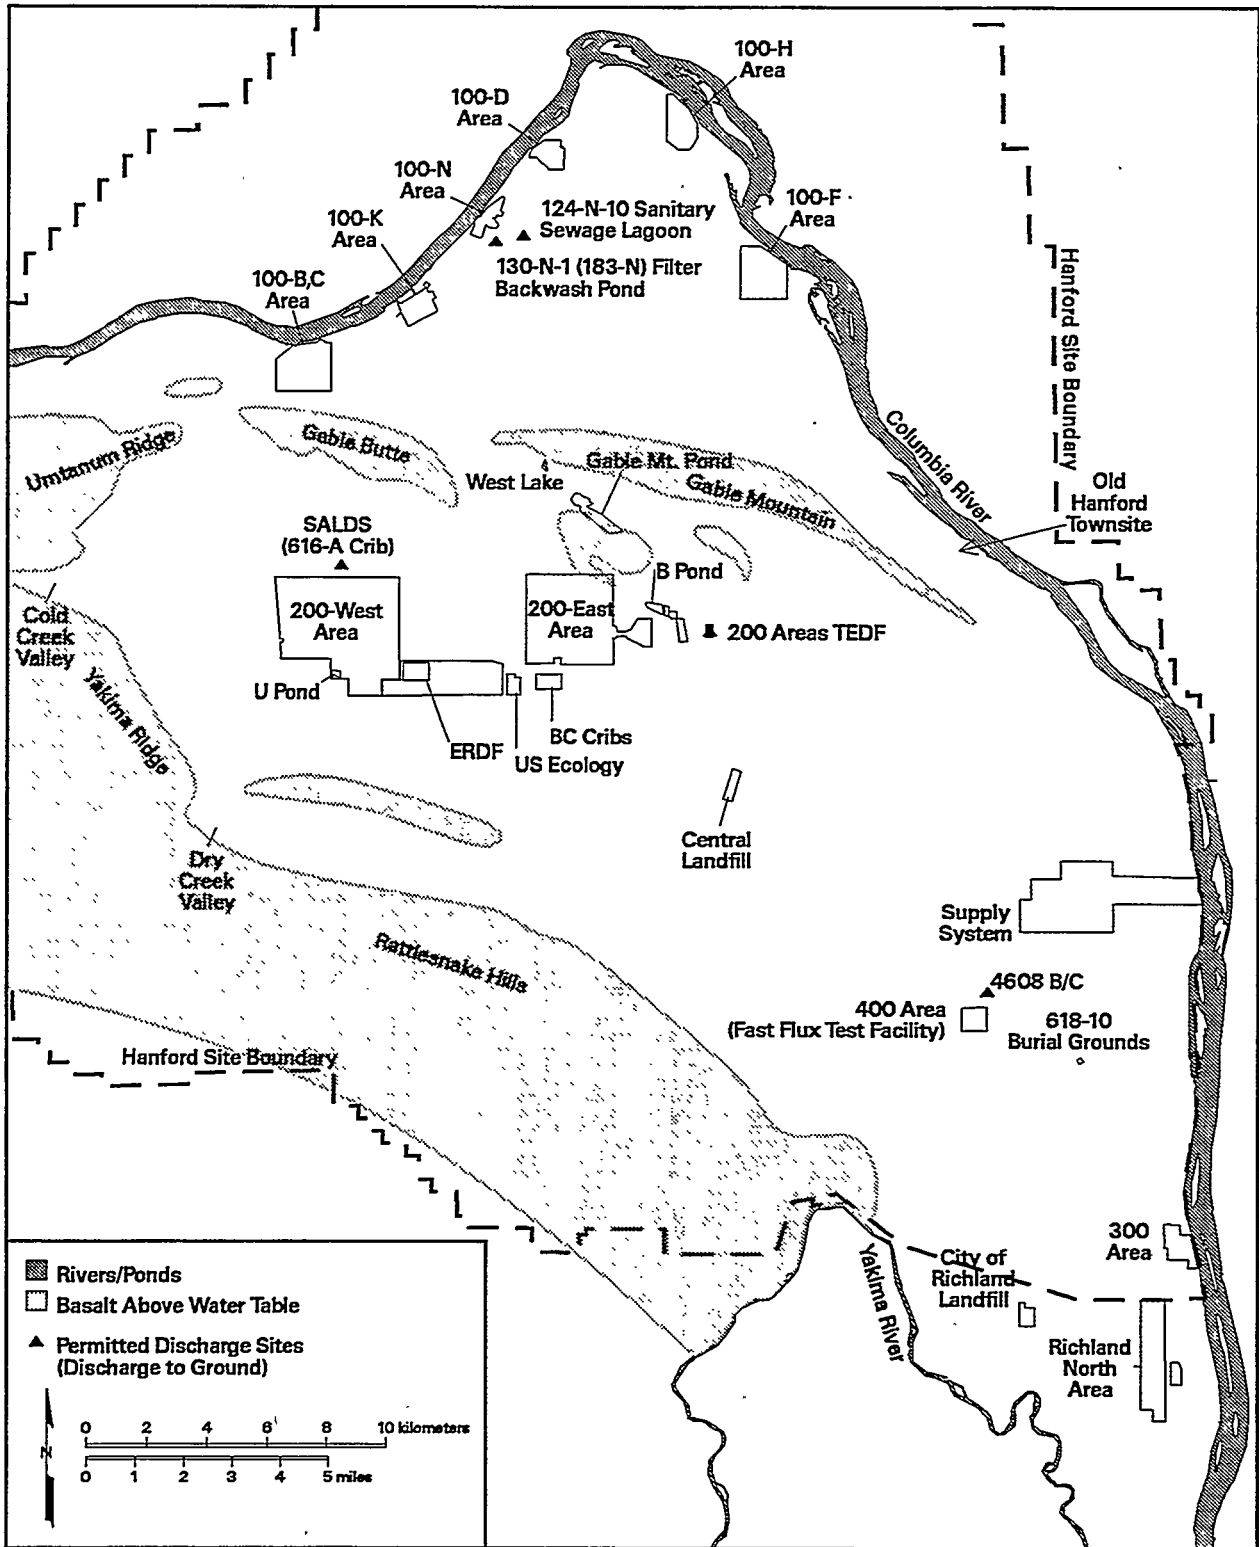 100-H
Area
100-D
Area
100-N
Area
124-N-10 Sanitary
Sewage Lagoon
100-F
Area
100-K
Area
130-N-1 (183-N) Filter
Backwash Pond
100-B,C
Area
Hanford Site Boundary
Umtanum Ridge
Gable Butte
Columbia River
West Lake
Gable Mt. Pond
Gable Mountain
Old
Hanford
Townsite
SALDS
(616-A Crib)
B Pond
200-West
Area
200-East
Area
200 Areas TEDF
Cold
Creek
Valley
Yakima Ridge
U Pond
BC Cribs
ERDF
US Ecology
Central
Landfill
Dry
Creek
Valley
Supply
System
Rattlesnake Hills
4608 B/C
400 Area
(Fast Flux Test Facility)
618-10
Burial Grounds
Hanford Site Boundary
300
Area
City of
Richland
Landfill
Yakima River
Richland
North
Area
Rivers/Ponds
Basalt Above Water Table
Permitted Discharge Sites
(Discharge to Ground)
N
0 2 4 6 8 10 kilometers
0 1 2 3 4 5 miles